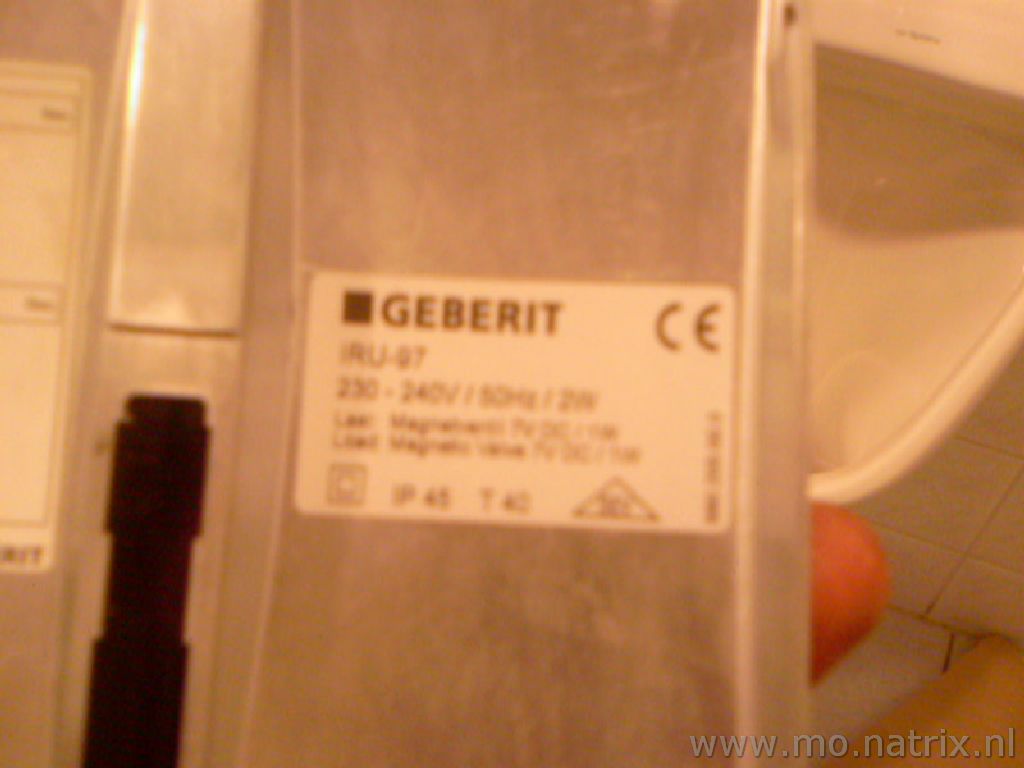 GEBERIT
CE
IRU-97
230 - 240V / 50Hz / 2W
Last: Magnetventil 7V DC / 1W
Load: Magnetic Valve 7V DC / 1W
IP 45 T 40
ERIT
www.mo.natrix.nl